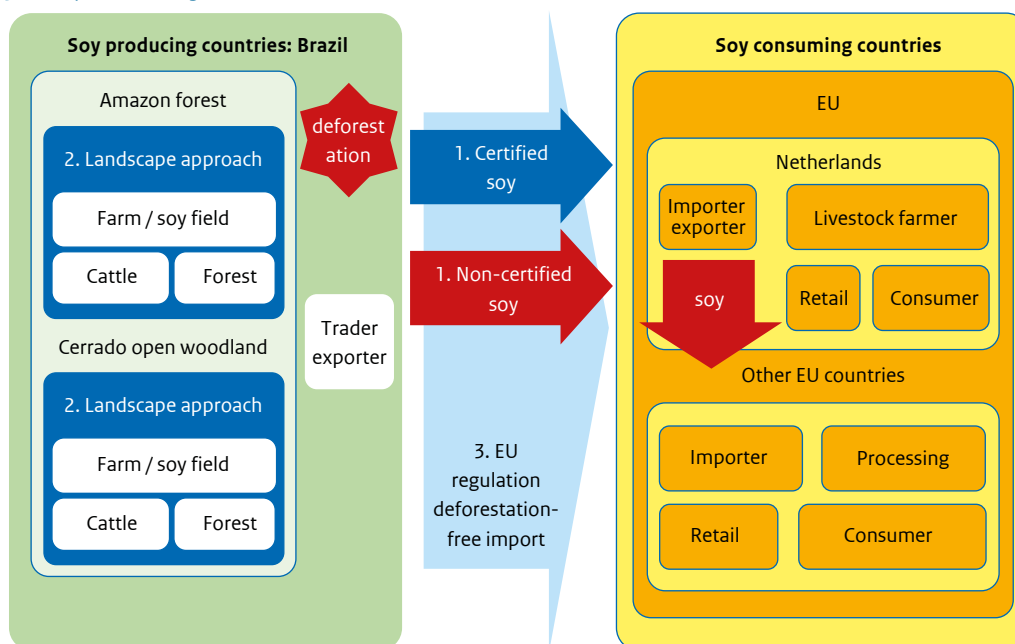 Soy producing countries: Brazil
Amazon forest
2. Landscape approach
Farm / soy field
Cattle
Forest
Cerrado open woodland
2. Landscape approach
Farm / soy field
Cattle
Forest
deforest
ation
Trader
exporter
1. Certified
soy
1. Non-certified
soy
3. EU
regulation
deforestation-
free import
Soy consuming countries
EU
Netherlands
Importer
exporter
Livestock farmer
soy
Retail
Consumer
Other EU countries
Importer
Processing
Retail
Consumer